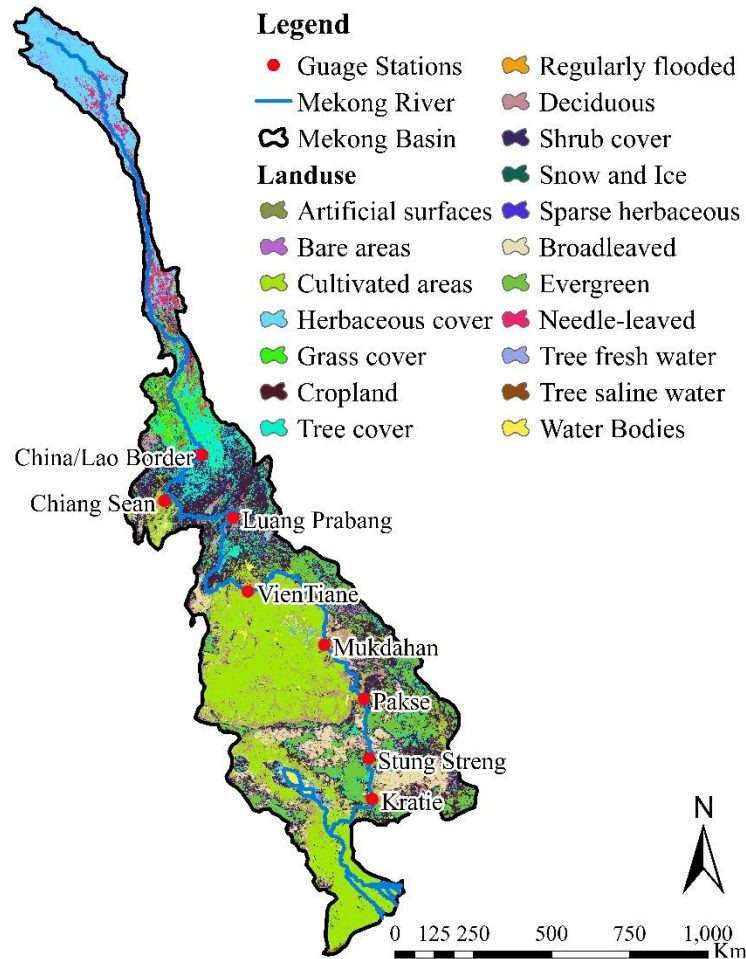 Legend
Guage Stations
Mekong River
Mekong Basin
Landuse
Artificial surfaces
Bare areas
Cultivated areas
Herbaceous cover
Grass cover
Cropland
Tree cover
Regularly flooded
Deciduous
Shrub cover
Snow and Ice
Sparse herbaceous
Broadleaved
Evergreen
Needle-leaved
Tree fresh water
Tree saline water
Water Bodies
China/Lao Border
Chiang Sean
Luang Prabang
VienTiane
Mukdahan
Pakse
Stung Streng
Kratie
N
0 125 250 500 750 1,000
Km